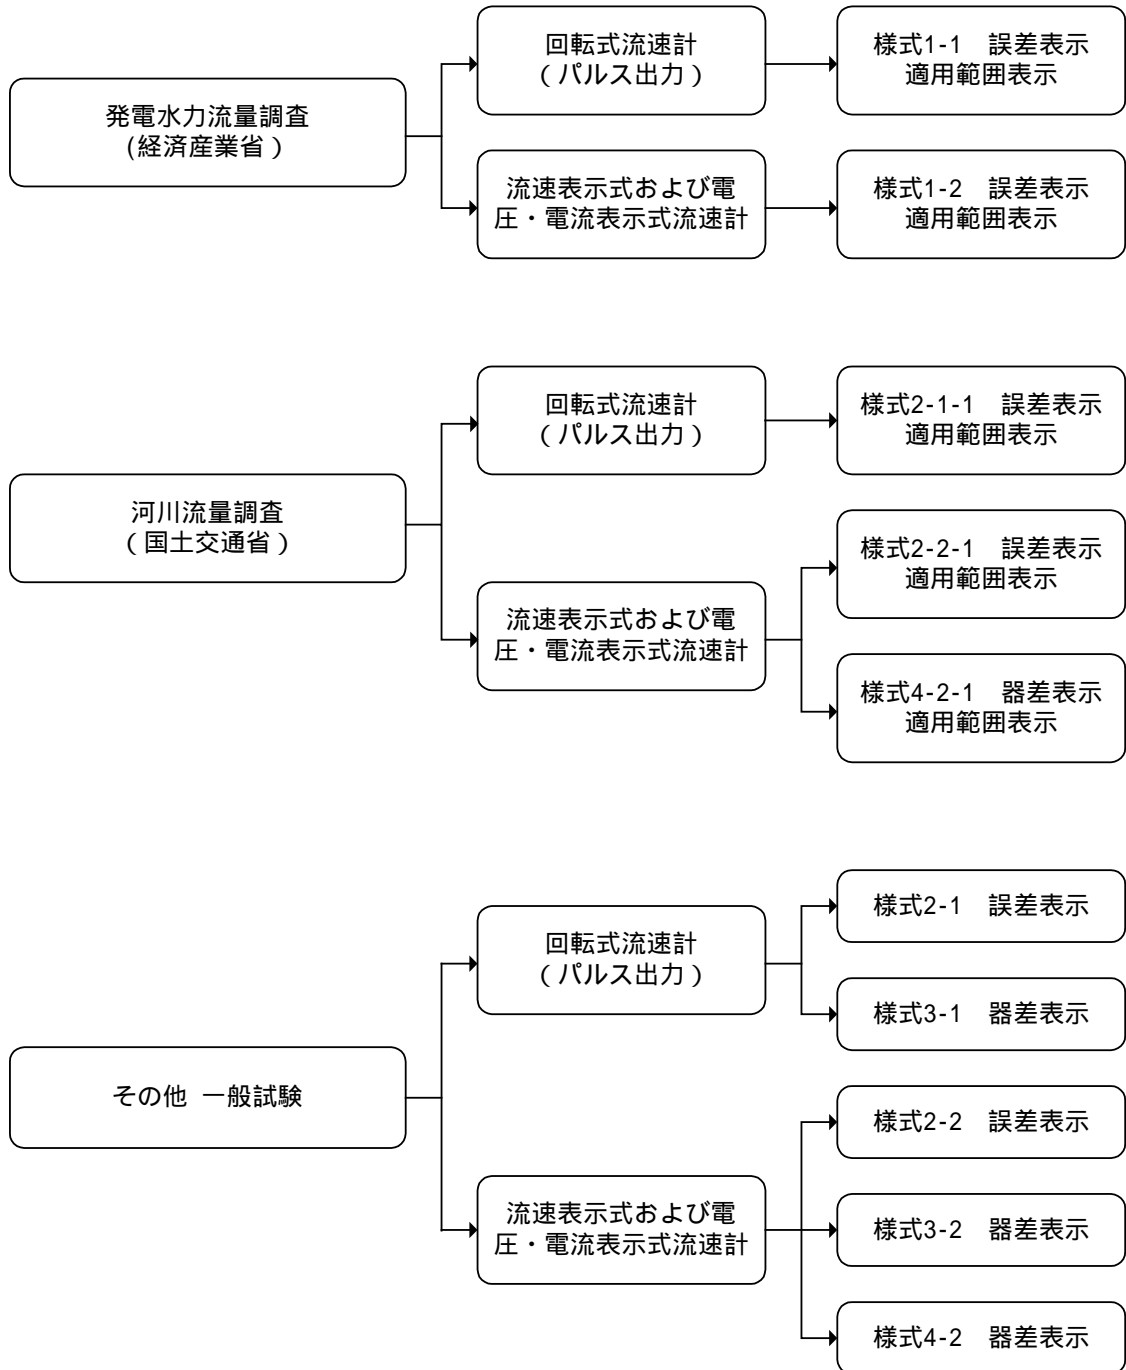 発電水力流量調査
(経済産業省）
回転式流速計
（パルス出力）
様式1-1　誤差表示
適用範囲表示
流速表示式および電
圧・電流表示式流速計
様式1-2　誤差表示
適用範囲表示
河川流量調査
（国土交通省）
回転式流速計
（パルス出力）
様式2-1-1　誤差表示
適用範囲表示
流速表示式および電
圧・電流表示式流速計
様式2-2-1　誤差表示
適用範囲表示
様式4-2-1　器差表示
適用範囲表示
その他 一般試験
回転式流速計
（パルス出力）
様式2-1　誤差表示
様式3-1　器差表示
流速表示式および電
圧・電流表示式流速計
様式2-2　誤差表示
様式3-2　器差表示
様式4-2　器差表示